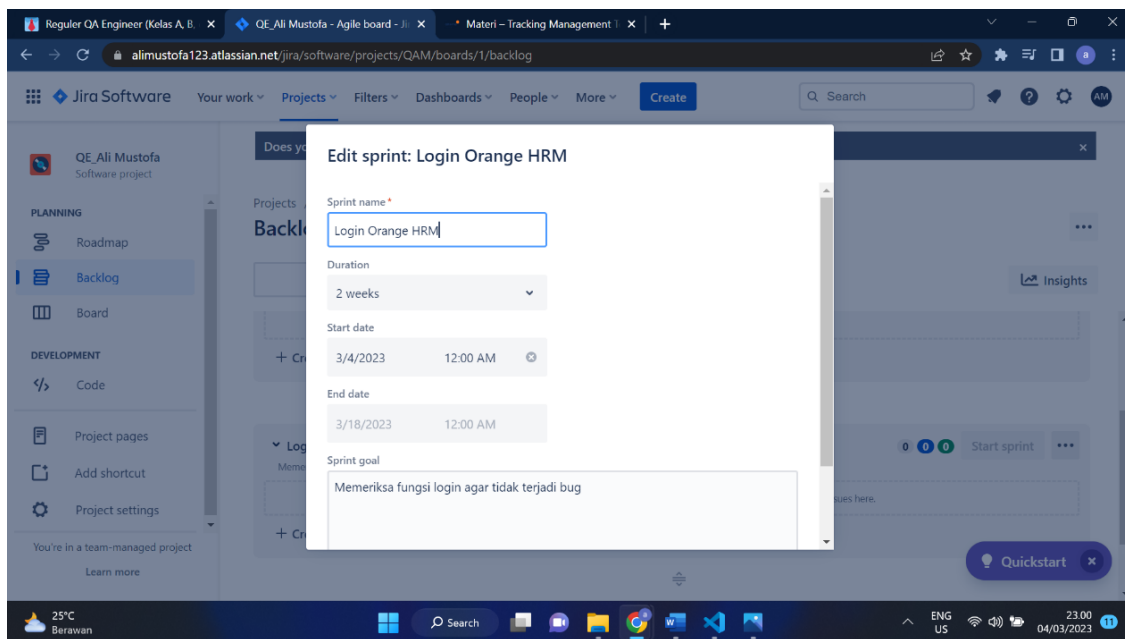 Reguler QA Engineer (Kelas A, B,
QE_Ali Mustofa - Agile board - Ji
Materi – Tracking Management T
alimustofa123.atlassian.net/jira/software/projects/QAM/boards/1/backlog
a
Jira Software
Your work
Projects
Filters
Dashboards
People
More
Create
Search
AM
QE_Ali Mustofa
Software project
PLANNING
Roadmap
Backlog
Board
DEVELOPMENT
Code
Project pages
Add shortcut
Project settings
You're in a team-managed project
Learn more
Does yo
Projects
Backl
Insights
+ Cr
Log
Meme
0 0 0
Start sprint
ues here.
+ Cr
Edit sprint: Login Orange HRM
Sprint name*
Login Orange HRM
Duration
2 weeks
Start date
3/4/2023 12:00 AM
End date
3/18/2023 12:00 AM
Sprint goal
Memeriksa fungsi login agar tidak terjadi bug
Quickstart
25°C
Berawan
Search
ENG
US
23.00
04/03/2023
11